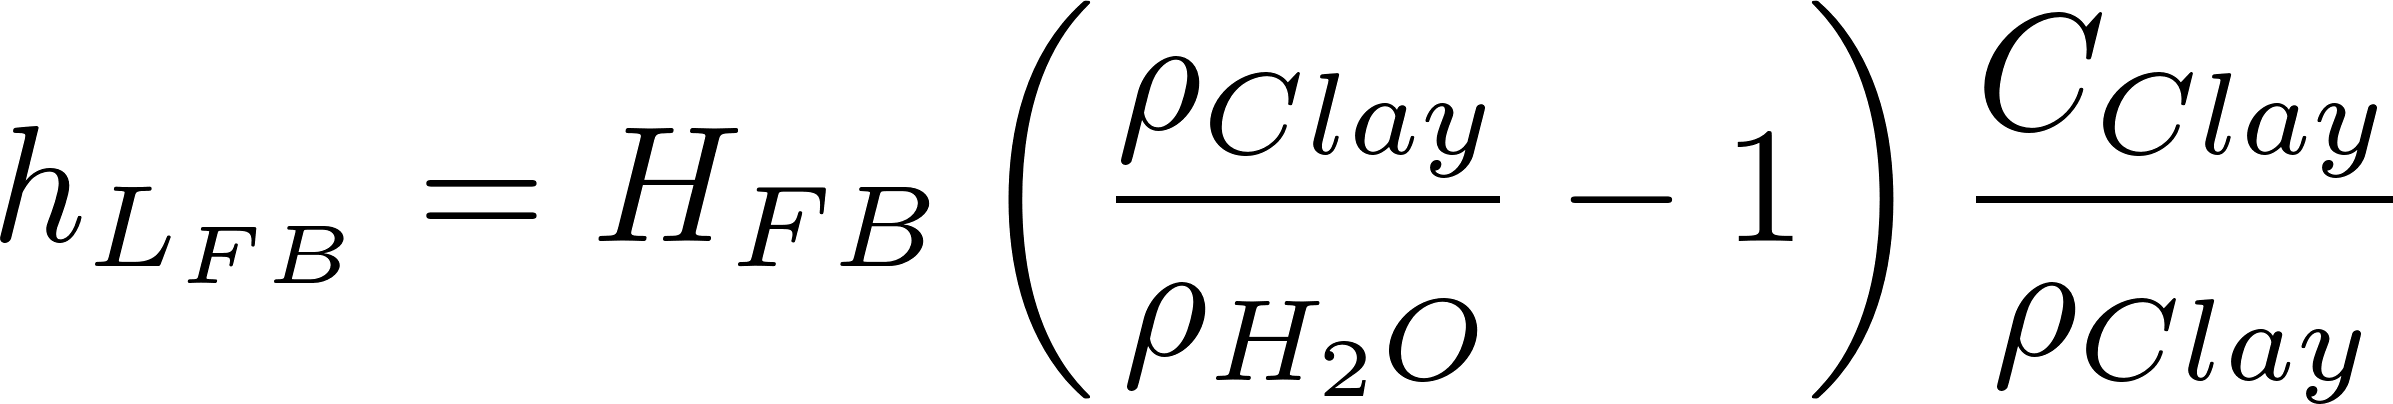 h_{L_{FB}} = H_{FB} \left( \frac{\rho_{Clay}}{\rho_{H_2O}} - 1 \right) \frac{C_{Clay}}{\rho_{Clay}}